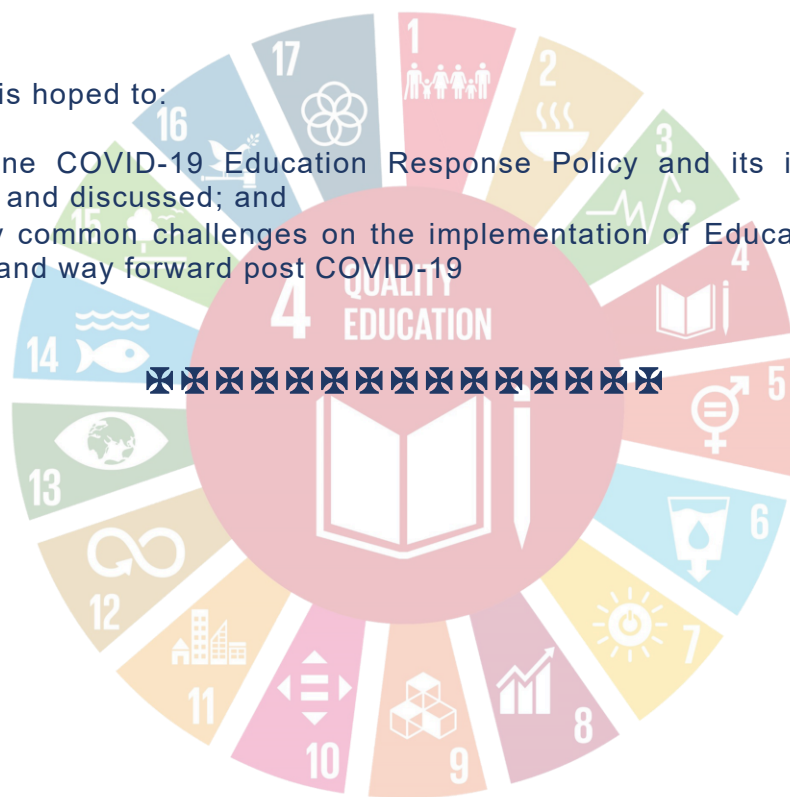 is hoped to:
ne COVID-19 Education Response Policy and its i
and discussed; and
y common challenges on the implementation of Educa
and way forward post COVID-19
17
1
2
16
3
15
4
4 QUALITY
EDUCATION
14
5
13
6
12
7
11
8
10
9